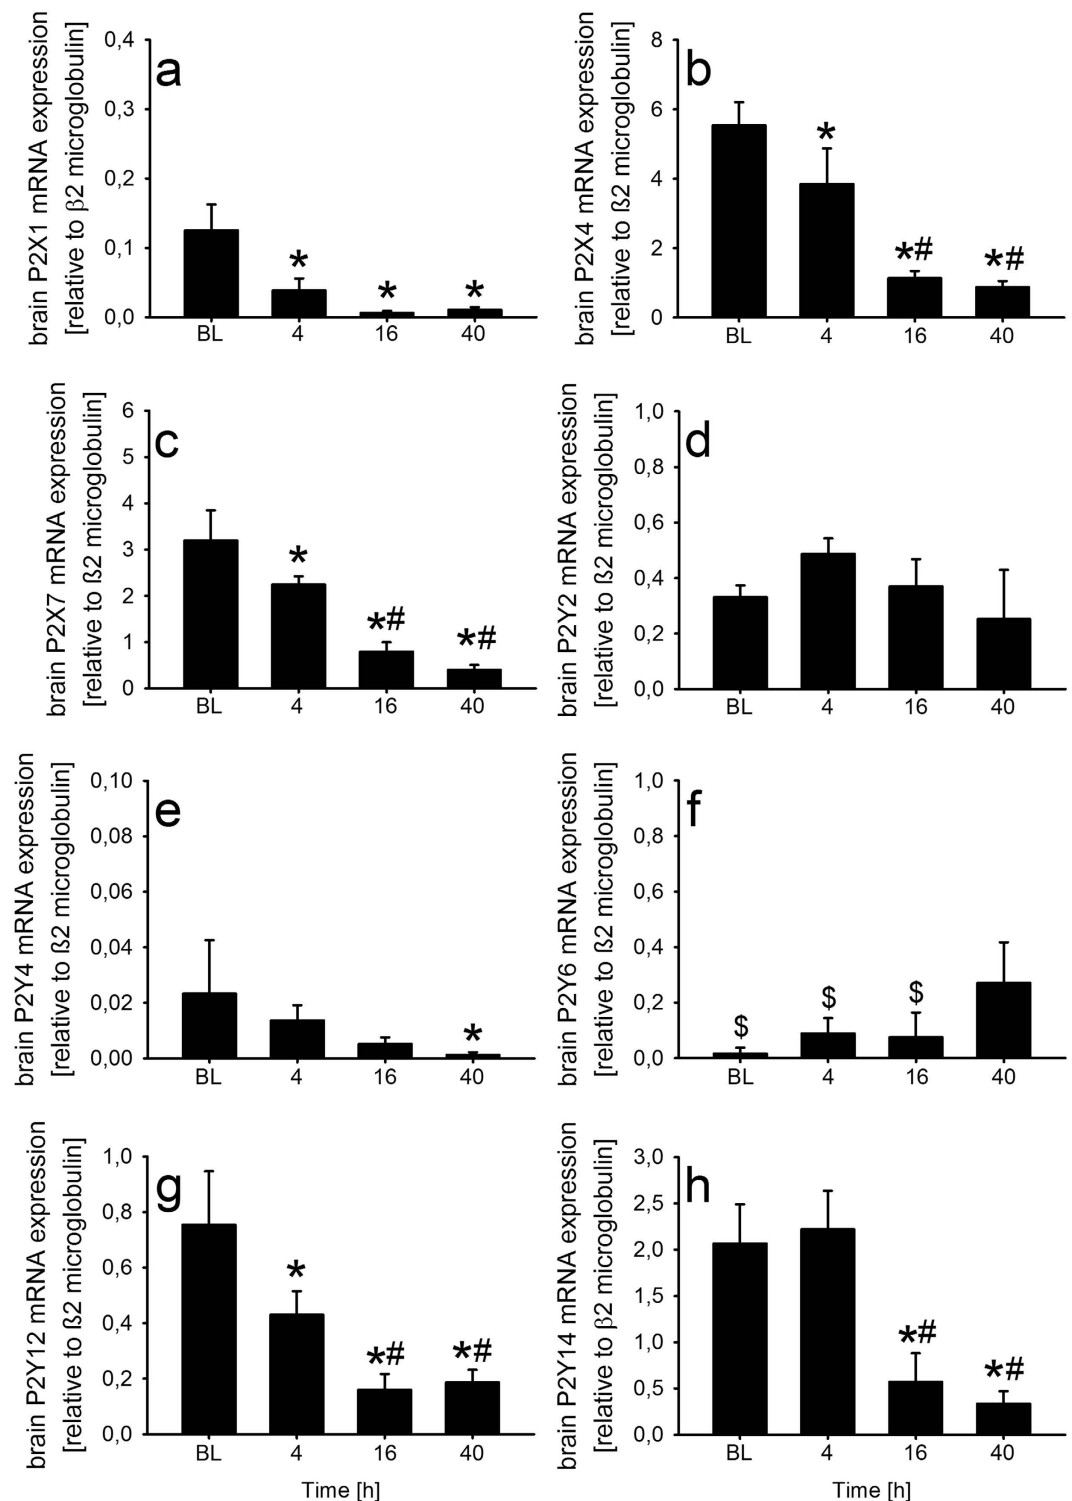 brain P2X1 mRNA expression
[relative to β2 microglobulin]
0,4
0,3
0,2
0,1
0,0
a
*
*
*
BL 4 16 40
brain P2X4 mRNA expression
[relative to ß2 microglobulin]
8
6
4
2
0
b
*
*#
*#
BL 4 16 40
brain P2X7 mRNA expression
[relative to ß2 microglobulin]
6
5
4
3
2
1
0
c
*
*#
*#
BL 4 16 40
brain P2Y2 mRNA expression
[relative to ß2 microglobulin]
1,0
0,8
0,6
0,4
0,2
0,0
d
BL 4 16 40
brain P2Y4 mRNA expression
[relative to ß2 microglobulin]
0,10
0,08
0,06
0,04
0,02
0,00
e
*
BL 4 16 40
brain P2Y6 mRNA expression
[relative to ß2 microglobulin]
1,0
0,8
0,6
0,4
0,2
0,0
f
$
$
$
BL 4 16 40
brain P2Y12 mRNA expression
[relative to ß2 microglobulin]
1,0
0,8
0,6
0,4
0,2
0,0
g
*
*#
*#
BL 4 16 40
Time [h]
brain P2Y14 mRNA expression
[relative to β2 microglobulin]
3,0
2,5
2,0
1,5
1,0
0,5
0,0
h
*#
*#
BL 4 16 40
Time [h]